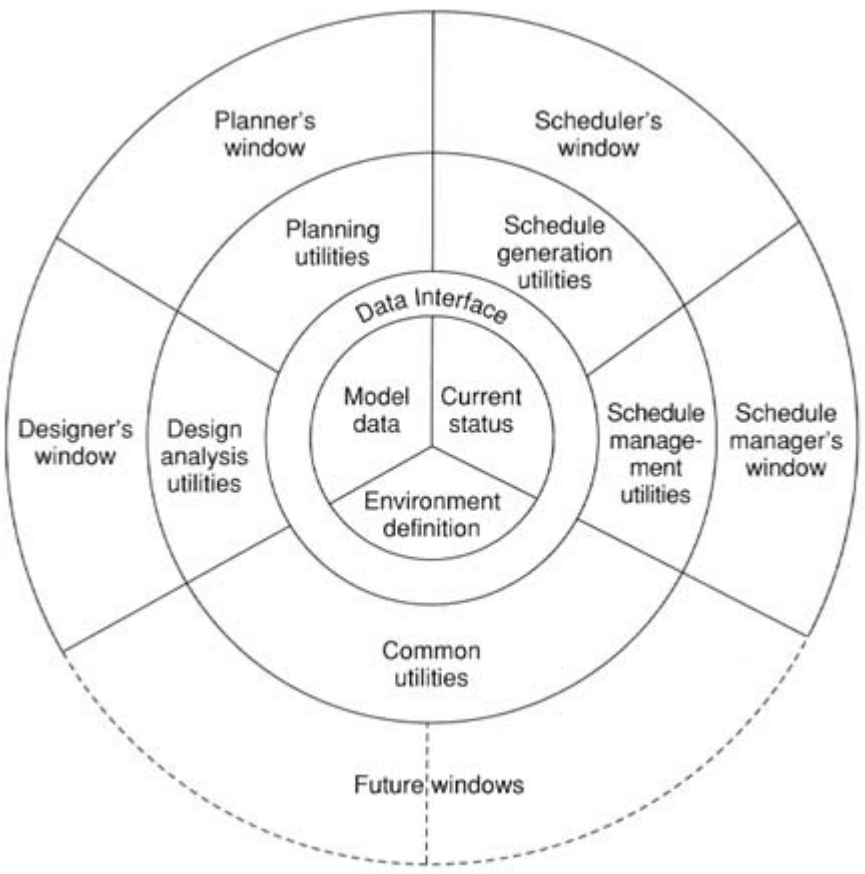 Planner's
window
Scheduler's
window
Planning
utilities
Schedule
generation
utilities
Data Interface
Model
data
Current
status
Designer's
window
Design
analysis
utilities
Schedule
manage-
ment
utilities
Schedule
manager's
window
Environment
definition
Common
utilities
Future windows